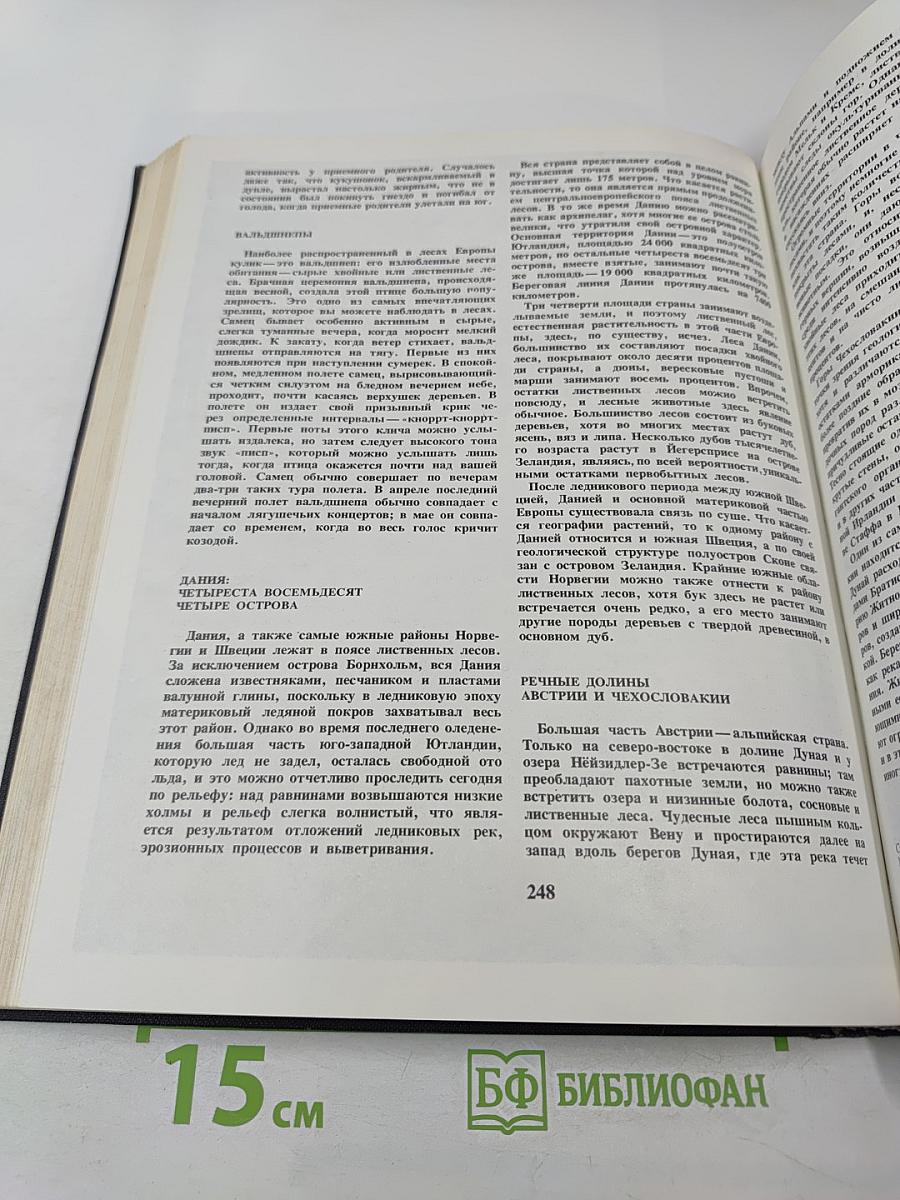 активность у приемного родителя. Случалось
даже так, что кукушонок, вскармливаемый в
дупле, вырастал настолько жирным, что не в
состоянии был покинуть гнездо и погибал от
голода, когда приемные родители улетали на юг.
ВАЛЬДШНЕПЫ
Наиболее распространенный в лесах Европы
кулик—это вальдшнеп: его излюбленные места
обитания—сырые хвойные или лиственные ле-
са. Брачная церемония вальдшнепа, происходя-
щая весной, создала этой птице большую попу-
лярность. Это одно из самых впечатляющих
зрелищ, которое вы можете наблюдать в лесах.
Самец бывает особенно активным в сырые,
слегка туманные вечера, когда моросит мелкий
дождик. К закату, когда ветер стихает, вальд-
шнепы отправляются на тягу. Первые из них
появляются при наступлении сумерек. В спокой-
ном, медленном полете самец, вырисовывающий-
ся четким силуэтом на бледном вечернем небе,
проходит, почти касаясь верхушек деревьев. В
полете он издает свой призывный крик че-
рез определенные интервалы—«кноррт-кноррт-
писп». Первые ноты этого клича можно услы-
шать издалека, но затем следует высокого тона
звук «писп», который можно услышать лишь
тогда, когда птица окажется почти над вашей
головой. Самец обычно совершает по вечерам
два-три таких тура полета. В апреле последний
вечерний полет вальдшнепа обычно совпадает с
началом лягушечьих концертов; в мае он совпа-
дает со временем, когда во весь голос кричит
козодой.
ДАНИЯ:
ЧЕТЫРЕСТА ВОСЕМЬДЕСЯТ
ЧЕТЫРЕ ОСТРОВА
Дания, а также самые южные районы Норве-
гии и Швеции лежат в поясе лиственных лесов.
За исключением острова Борнхольм, вся Дания
сложена известняками, песчаником и пластами
валунной глины, поскольку в ледниковую эпоху
материковый ледяной покров захватывал весь
этот район. Однако во время последнего оледене-
ния большая часть юго-западной Ютландии,
которую лед не задел, осталась свободной ото
льда, и это можно отчетливо проследить сегодня
по рельефу: над равнинами возвышаются низкие
холмы и рельеф слегка волнистый, что явля-
ется результатом отложений ледниковых рек,
эрозионных процессов и выветривания.
Вся страна представляет собой в целом равни-
ну, высшая точка которой над уровнем моря
достигает лишь 175 метров. Что касается расти-
тельности, то она является прямым продолжени-
ем центральноевропейского пояса лиственных
лесов. В то же время Данию можно рассматри-
вать как архипелаг, хотя многие ее острова столь
велики, что утратили свой островной характер.
Основная территория Дании—это полуостров
Ютландия, площадью 24 000 квадратных кило-
метров, но остальные четыреста восемьдесят три
острова, вместе взятые, занимают почти такую
же площадь—19 000 квадратных километров.
Береговая линия Дании протянулась на 7400
километров.
Три четверти площади страны занимают возде-
лываемые земли, и поэтому лиственный лес,
естественная растительность в этой части Евро-
пы, здесь, по существу, исчез. Леса Дании,
большинство их составляют посадки хвойного
леса, покрывают около десяти процентов площа-
ди страны, а дюны, вересковые пустоши и
марши занимают восемь процентов. Впрочем,
остатки лиственных лесов можно встретить
повсюду, и лесные животные здесь явление
обычное. Большинство лесов состоит из буковых
деревьев, хотя во многих местах растут дуб,
ясень, вяз и липа. Несколько дубов тысячелетне-
го возраста растут в Йегерсприсе на острове
Зеландия, являясь, по всей вероятности, уникаль-
ными остатками первобытных лесов.
После ледникового периода между южной Шве-
цией, Данией и основной материковой частью
Европы существовала связь по суше. Что касает-
ся географии растений, то к одному району с
Данией относится и южная Швеция, а по своей
геологической структуре полуостров Сконе свя-
зан с островом Зеландия. Крайние южные обла-
сти Норвегии можно также отнести к району
лиственных лесов, хотя бук здесь не растет или
встречается очень редко, а его место занимают
другие породы деревьев с твердой древесиной, в
основном дуб.
РЕЧНЫЕ ДОЛИНЫ
АВСТРИИ И ЧЕХОСЛОВАКИИ
Большая часть Австрии—альпийская страна.
Только на северо-востоке в долине Дуная и у
озера Нёйзидлер-Зе встречаются равнины; там
преобладают пахотные земли, но можно также
встретить озера и низинные болота, сосновые и
лиственные леса. Чудесные леса пышным коль-
цом окружают Вену и простираются далее на
запад вдоль берегов Дуная, где эта река течет
248
15 см
БФ БИБЛИОФАН